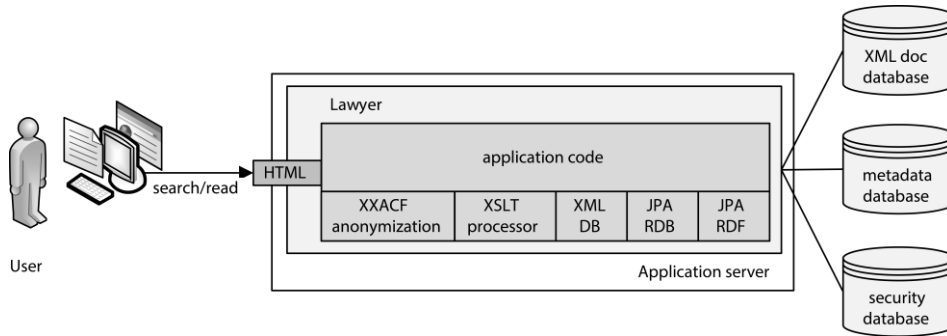 XML doc
database
Lawyer
application code
HTML
search/read
metadata
database
XXACF
anonymization
XSLT
processor
XML
DB
JPA
RDB
JPA
RDF
User
Application server
security
database